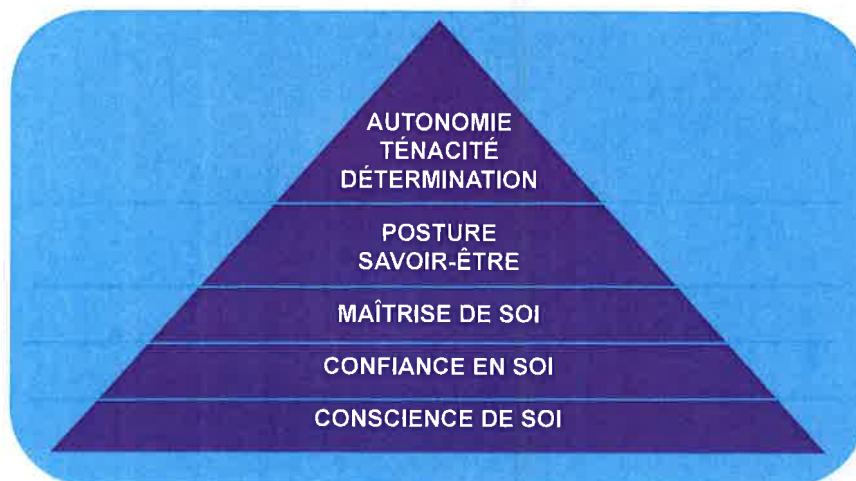 AUTONOMIE
TÉNACITÉ
DÉTERMINATION
POSTURE
SAVOIR-ÊTRE
MAÎTRISE DE SOI
CONFIANCE EN SOI
CONSCIENCE DE SOI